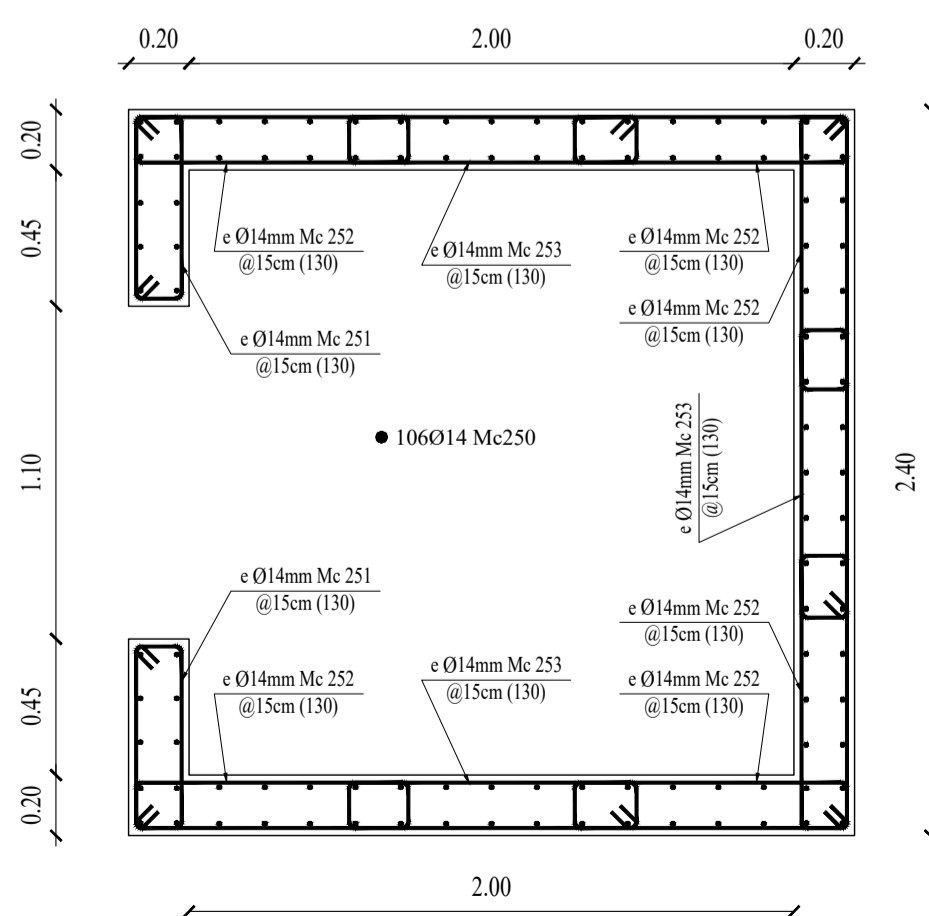 0.20
2.00
0.20
0.20
0.45
1.10
0.45
0.20
2.40
e Ø14mm Mc 252
@15cm (130)
e Ø14mm Mc 253
@15cm (130)
e Ø14mm Mc 252
@15cm (130)
e Ø14mm Mc 252
@15cm (130)
e Ø14mm Mc 251
@15cm (130)
106Ø14 Mc250
e Ø14mm Mc 253
@15cm (130)
e Ø14mm Mc 251
@15cm (130)
e Ø14mm Mc 252
@15cm (130)
e Ø14mm Mc 252
@15cm (130)
e Ø14mm Mc 253
@15cm (130)
e Ø14mm Mc 252
@15cm (130)
2.00